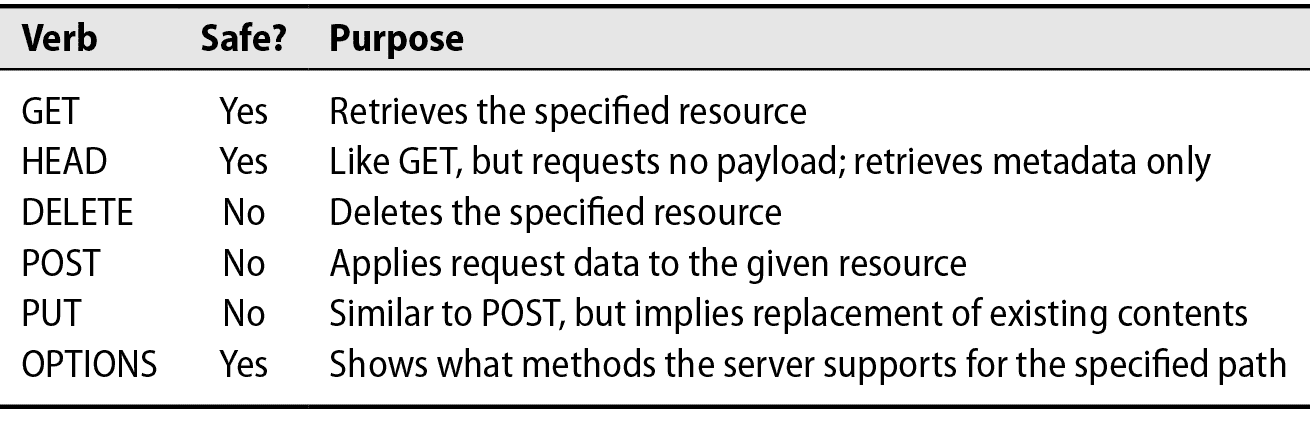 Verb Safe? Purpose
GET Yes Retrieves the specified resource
HEAD Yes Like GET, but requests no payload; retrieves metadata only
DELETE No Deletes the specified resource
POST No Applies request data to the given resource
PUT No Similar to POST, but implies replacement of existing contents
OPTIONS Yes Shows what methods the server supports for the specified path